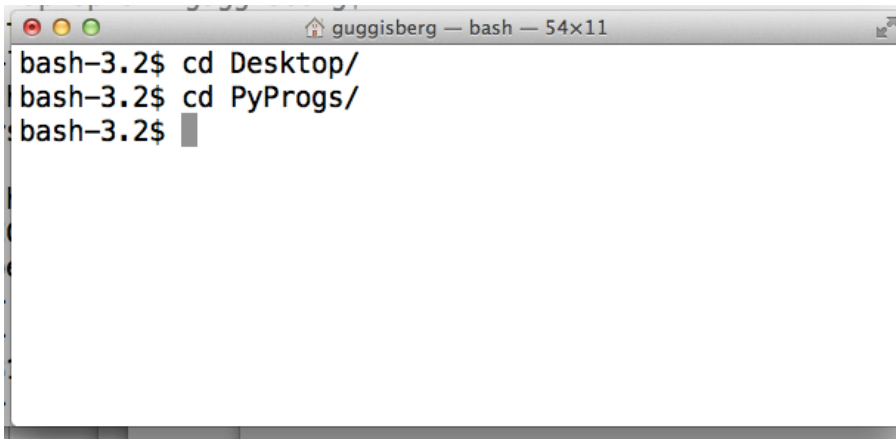 guggisberg — bash — 54×11
bash-3.2$ cd Desktop/
bash-3.2$ cd PyProgs/
bash-3.2$